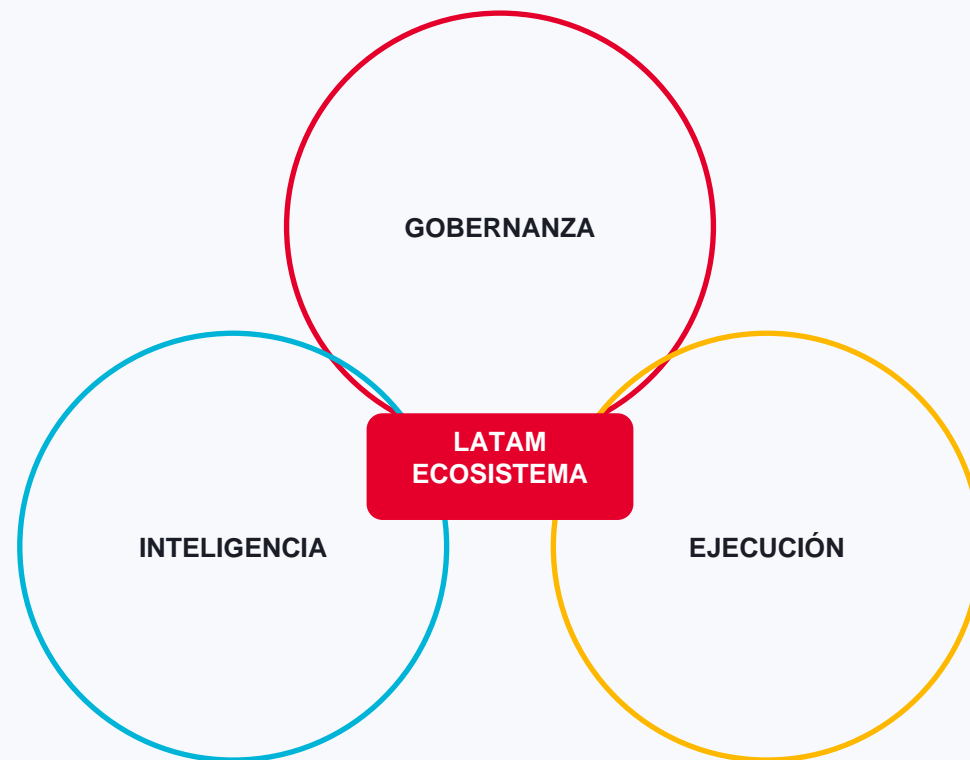 GOBERNANZA
LATAM
ECOSISTEMA
INTELIGENCIA
EJECUCIÓN